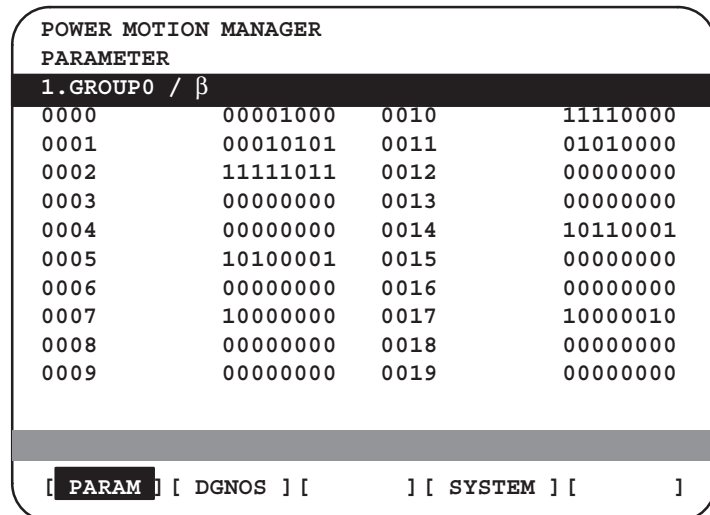 POWER MOTION MANAGER
PARAMETER
1.GROUP0 / β
0000 00001000 0010 11110000
0001 00010101 0011 01010000
0002 11111011 0012 00000000
0003 00000000 0013 00000000
0004 00000000 0014 10110001
0005 10100001 0015 00000000
0006 00000000 0016 00000000
0007 10000000 0017 10000010
0008 00000000 0018 00000000
0009 00000000 0019 00000000
[ PARAM ] [ DGNOS ] [ ] [ SYSTEM ] [ ]